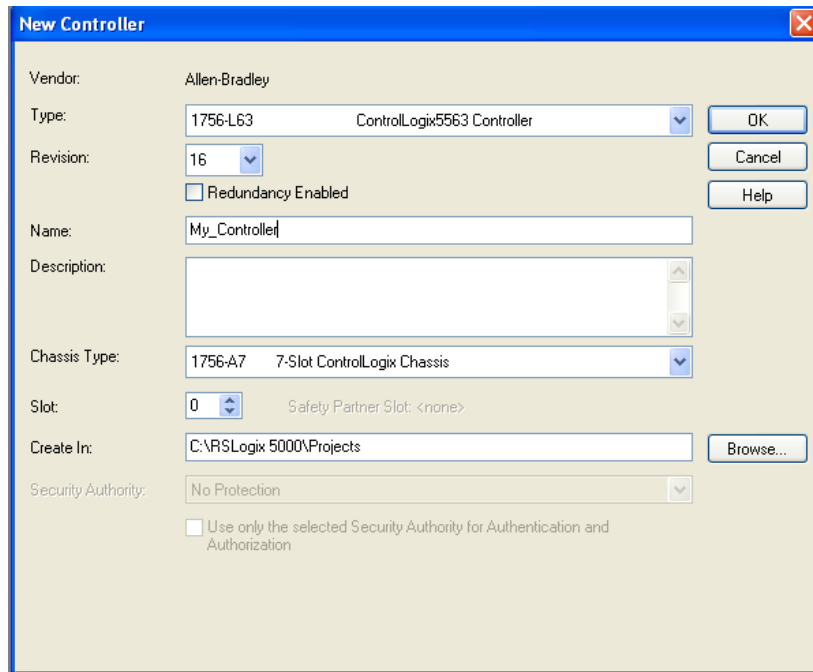 New Controller
Vendor: Allen-Bradley
Type: 1756-L63 ControlLogix5563 Controller OK
Revision: 16 Cancel
Redundancy Enabled Help
Name: My_Controller
Description:
Chassis Type: 1756-A7 7-Slot ControlLogix Chassis
Slot: 0 Safety Partner Slot: <none>
Create In: C:\RSLogix 5000\Projects Browse...
Security Authority: No Protection
Use only the selected Security Authority for Authentication and
Authorization